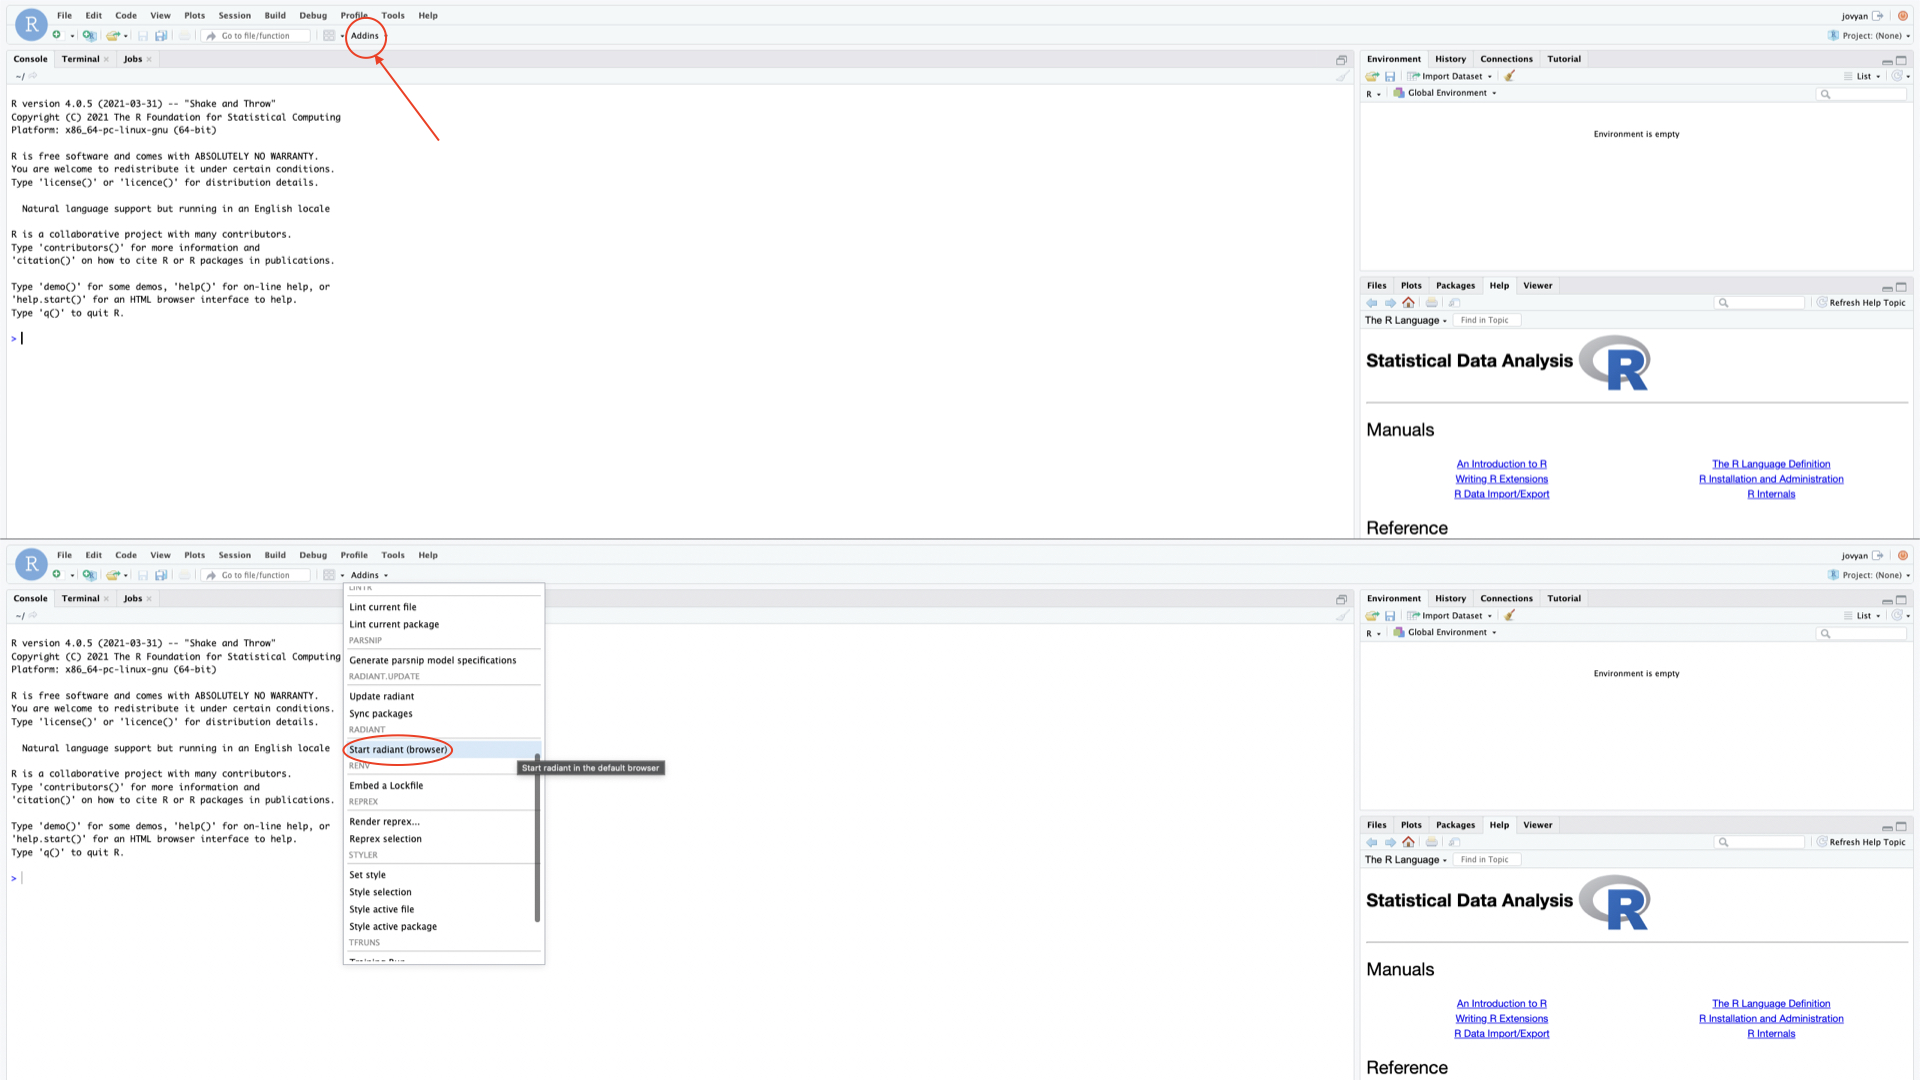 R
File Edit Code View Plots Session Build Debug Profile Tools Help
jovyan
Go to file/function
Addins
Project: (None)
Console Terminal Jobs
~/
R version 4.0.5 (2021-03-31) -- "Shake and Throw"
Copyright (C) 2021 The R Foundation for Statistical Computing
Platform: x86_64-pc-linux-gnu (64-bit)
R is free software and comes with ABSOLUTELY NO WARRANTY.
You are welcome to redistribute it under certain conditions.
Type 'license()' or 'licence()' for distribution details.
Natural language support but running in an English locale
R is a collaborative project with many contributors.
Type 'contributors()' for more information and
'citation()' on how to cite R or R packages in publications.
Type 'demo()' for some demos, 'help()' for on-line help, or
'help.start()' for an HTML browser interface to help.
Type 'q()' to quit R.
>
Environment History Connections Tutorial
Import Dataset List
R Global Environment
Environment is empty
Files Plots Packages Help Viewer
Refresh Help Topic
The R Language Find in Topic
Statistical Data Analysis R
Manuals
An Introduction to R The R Language Definition
Writing R Extensions R Installation and Administration
R Data Import/Export R Internals
Reference
R
File Edit Code View Plots Session Build Debug Profile Tools Help
jovyan
Go to file/function
Addins
Project: (None)
Console Terminal Jobs
~/
R version 4.0.5 (2021-03-31) -- "Shake and Throw"
Copyright (C) 2021 The R Foundation for Statistical Computing
Platform: x86_64-pc-linux-gnu (64-bit)
R is free software and comes with ABSOLUTELY NO WARRANTY.
You are welcome to redistribute it under certain conditions.
Type 'license()' or 'licence()' for distribution details.
Natural language support but running in an English locale
R is a collaborative project with many contributors.
Type 'contributors()' for more information and
'citation()' on how to cite R or R packages in publications.
Type 'demo()' for some demos, 'help()' for on-line help, or
'help.start()' for an HTML browser interface to help.
Type 'q()' to quit R.
>
LINTR
Lint current file
Lint current package
PARSNIP
Generate parsnip model specifications
RADIANT.UPDATE
Update radiant
Sync packages
RADIANT
Start radiant (browser)
Start radiant in the default browser
RENV
Embed a Lockfile
REPREX
Render reprex...
Reprex selection
STYLER
Set style
Style selection
Style active file
Style active package
TFRUNS
Training Run
Environment History Connections Tutorial
Import Dataset List
R Global Environment
Environment is empty
Files Plots Packages Help Viewer
Refresh Help Topic
The R Language Find in Topic
Statistical Data Analysis R
Manuals
An Introduction to R The R Language Definition
Writing R Extensions R Installation and Administration
R Data Import/Export R Internals
Reference